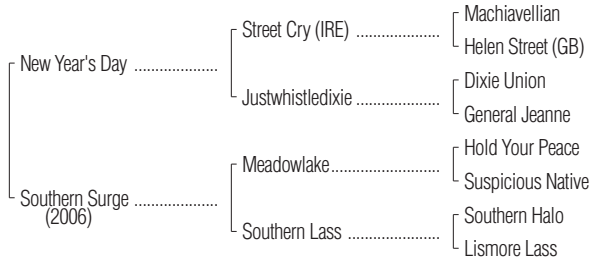 Machiavellian
Street Cry (IRE) ....................
Helen Street (GB)
New Year's Day ....................
Dixie Union
Justwhistledixie ....................
General Jeanne
Hold Your Peace
Meadowlake.........................
Suspicious Native
Southern Surge ....................
(2006)
Southern Halo
Southern Lass ......................
Lismore Lass